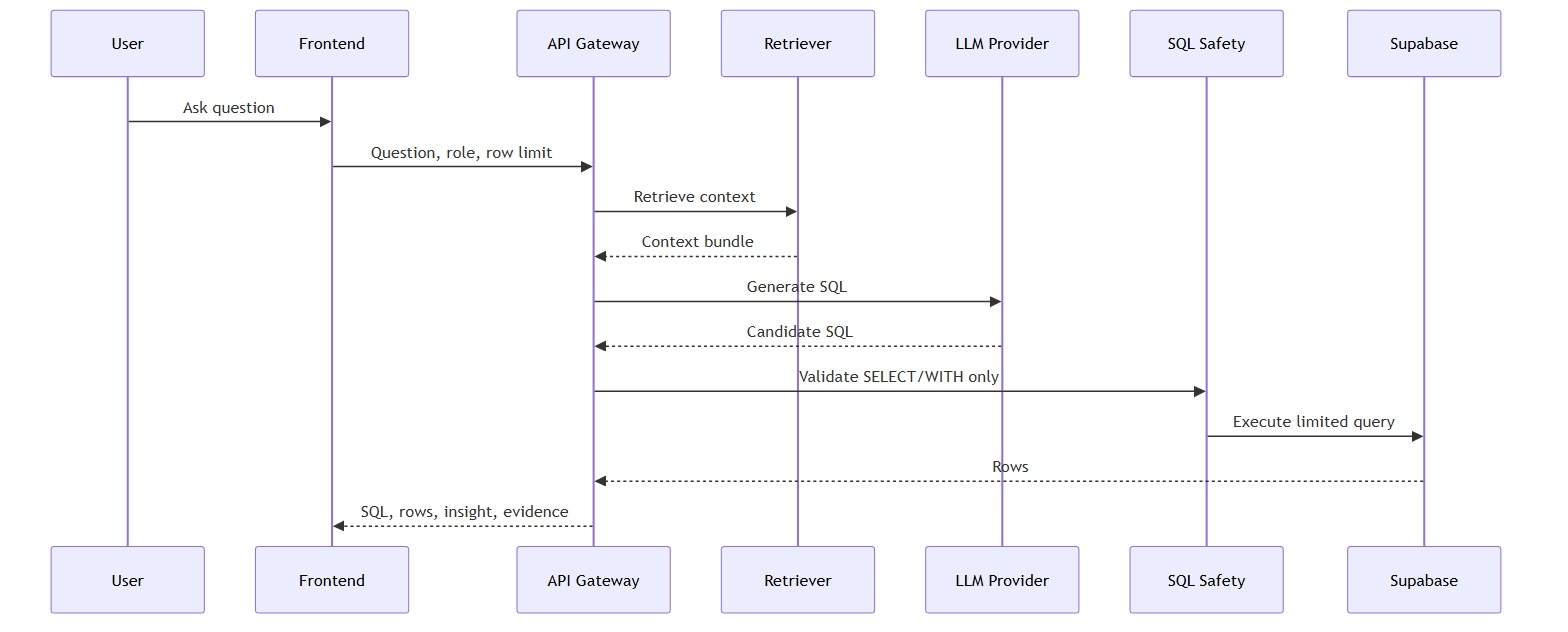 User
Frontend
API Gateway
Retriever
LLM Provider
SQL Safety
Supabase
Ask question
Question, role, row limit
Retrieve context
Context bundle
Generate SQL
Candidate SQL
Validate SELECT/WITH only
Execute limited query
Rows
SQL, rows, insight, evidence
User
Frontend
API Gateway
Retriever
LLM Provider
SQL Safety
Supabase